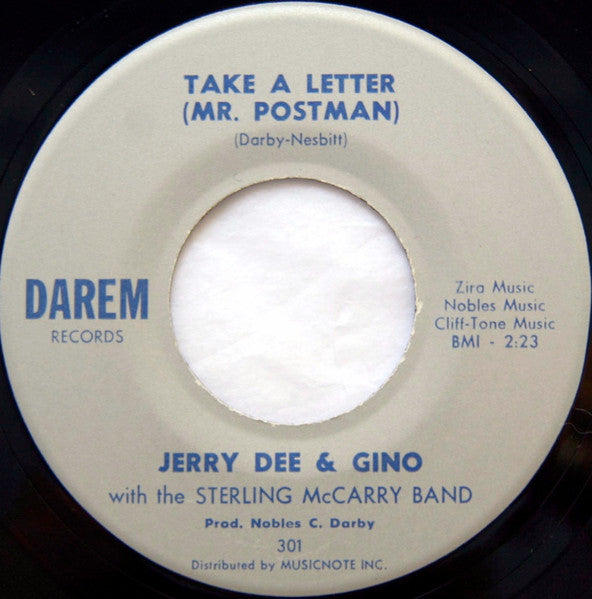 TAKE A LETTER
(MR. POSTMAN)
(Darby-Nesbitt)
DAREM
RECORDS
Zira Music
Nobles Music
Cliff-Tone Music
BMI - 2:23
JERRY DEE & GINO
with the STERLING McCARRY BAND
Prod. Nobles C. Darby
301
Distributed by MUSICNOTE INC.